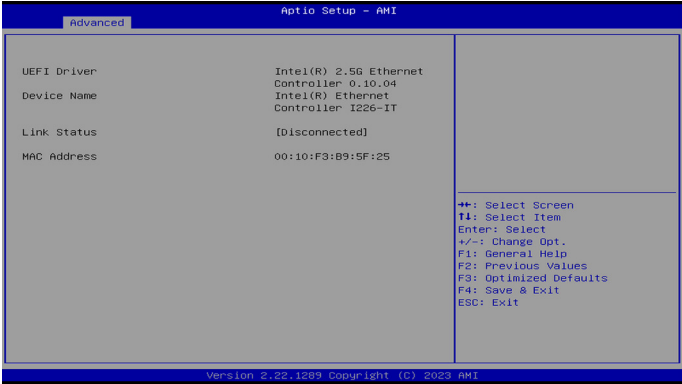 Aptio Setup - AMI
Advanced
UEFI Driver Intel(R) 2.5G Ethernet
Controller 0.10.04
Device Name Intel(R) Ethernet
Controller I226-IT
Link Status [Disconnected]
MAC Address 00:10:F3:B9:5F:25
→←: Select Screen
↑↓: Select Item
Enter: Select
+/-: Change Opt.
F1: General Help
F2: Previous Values
F3: Optimized Defaults
F4: Save & Exit
ESC: Exit
Version 2.22.1289 Copyright (C) 2023 AMI